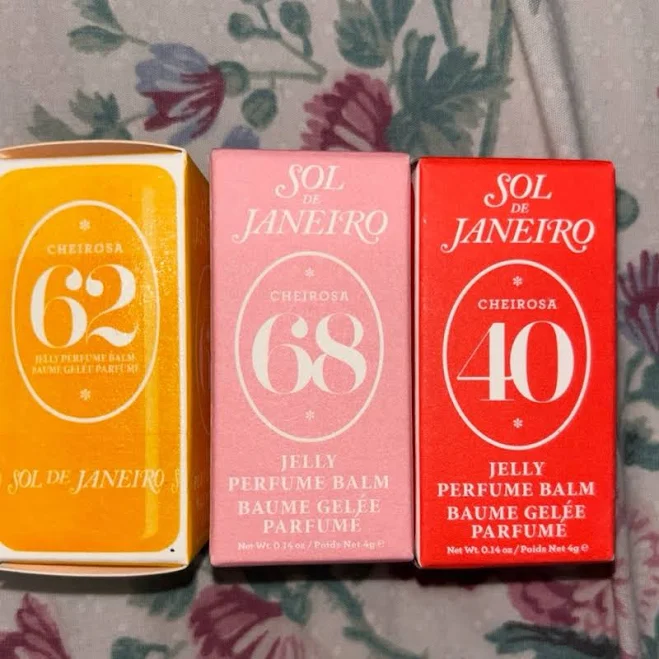 CHEIROSA
62
JELLY PERFUME BALM
BAUME GELÉE PARFUMÉ
SOL DE JANEIRO
SOL
DE
JANEIRO
CHEIROSA
68
JELLY
PERFUME BALM
BAUME GELÉE
PARFUMÉ
Net Wt. 0.14 oz / Poids Net 4g ℮
SOL
DE
JANEIRO
CHEIROSA
40
JELLY
PERFUME BALM
BAUME GELÉE
PARFUMÉ
Net Wt. 0.14 oz / Poids Net 4g ℮